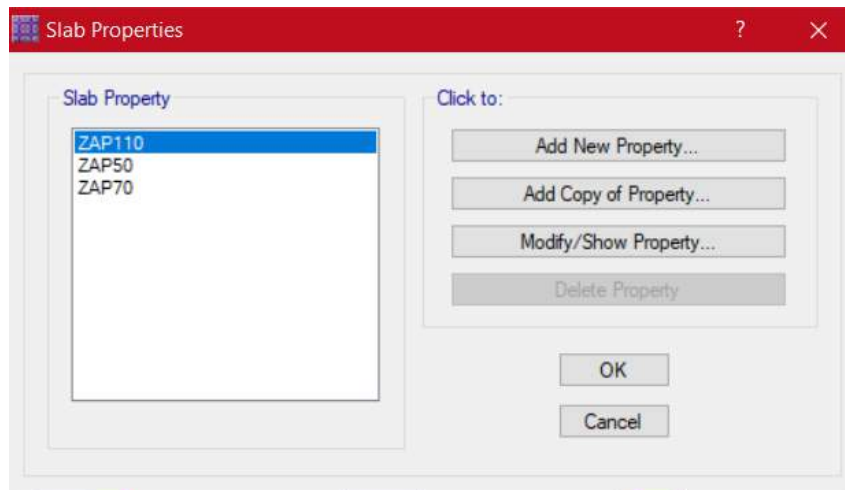 Slab Properties
?
Slab Property
ZAP110
ZAP50
ZAP70
Click to:
Add New Property...
Add Copy of Property...
Modify/Show Property...
Delete Property
OK
Cancel